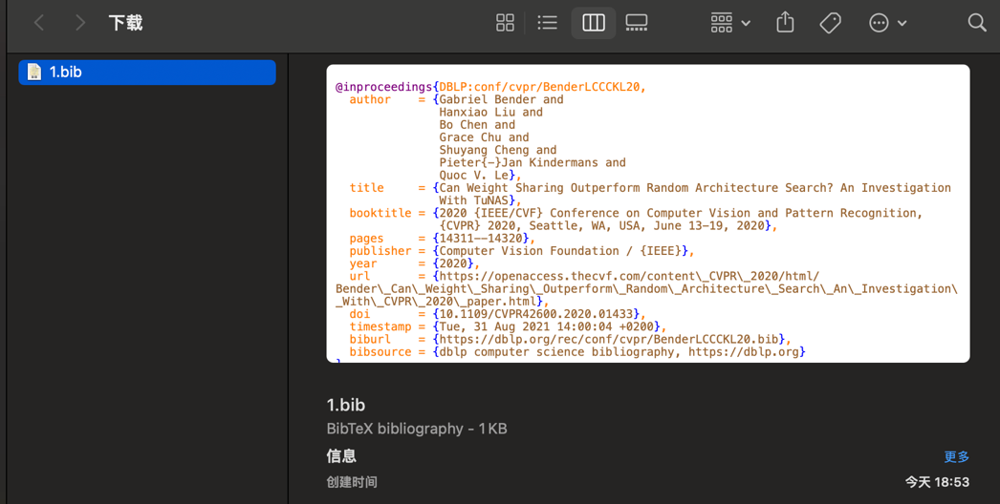 下载
1.bib
@inproceedings{DBLP:conf/cvpr/BenderLCCCKL20,
  author    = {Gabriel Bender and
               Hanxiao Liu and
               Bo Chen and
               Grace Chu and
               Shuyang Cheng and
               Pieter{-}Jan Kindermans and
               Quoc V. Le},
  title     = {Can Weight Sharing Outperform Random Architecture Search? An Investigation
               With TuNAS},
  booktitle = {2020 {IEEE/CVF} Conference on Computer Vision and Pattern Recognition,
               {CVPR} 2020, Seattle, WA, USA, June 13-19, 2020},
  pages     = {14311--14320},
  publisher = {Computer Vision Foundation / {IEEE}},
  year      = {2020},
  url       = {https://openaccess.thecvf.com/content\_CVPR\_2020/html/
Bender\_Can\_Weight\_Sharing\_Outperform\_Random\_Architecture\_Search\_An\_Investigation\
_With\_CVPR\_2020\_paper.html},
  doi       = {10.1109/CVPR42600.2020.01433},
  timestamp = {Tue, 31 Aug 2021 14:00:04 +0200},
  biburl    = {https://dblp.org/rec/conf/cvpr/BenderLCCCKL20.bib},
  bibsource = {dblp computer science bibliography, https://dblp.org}
}
1.bib
BibTeX bibliography - 1 KB
信息 更多
创建时间 今天 18:53